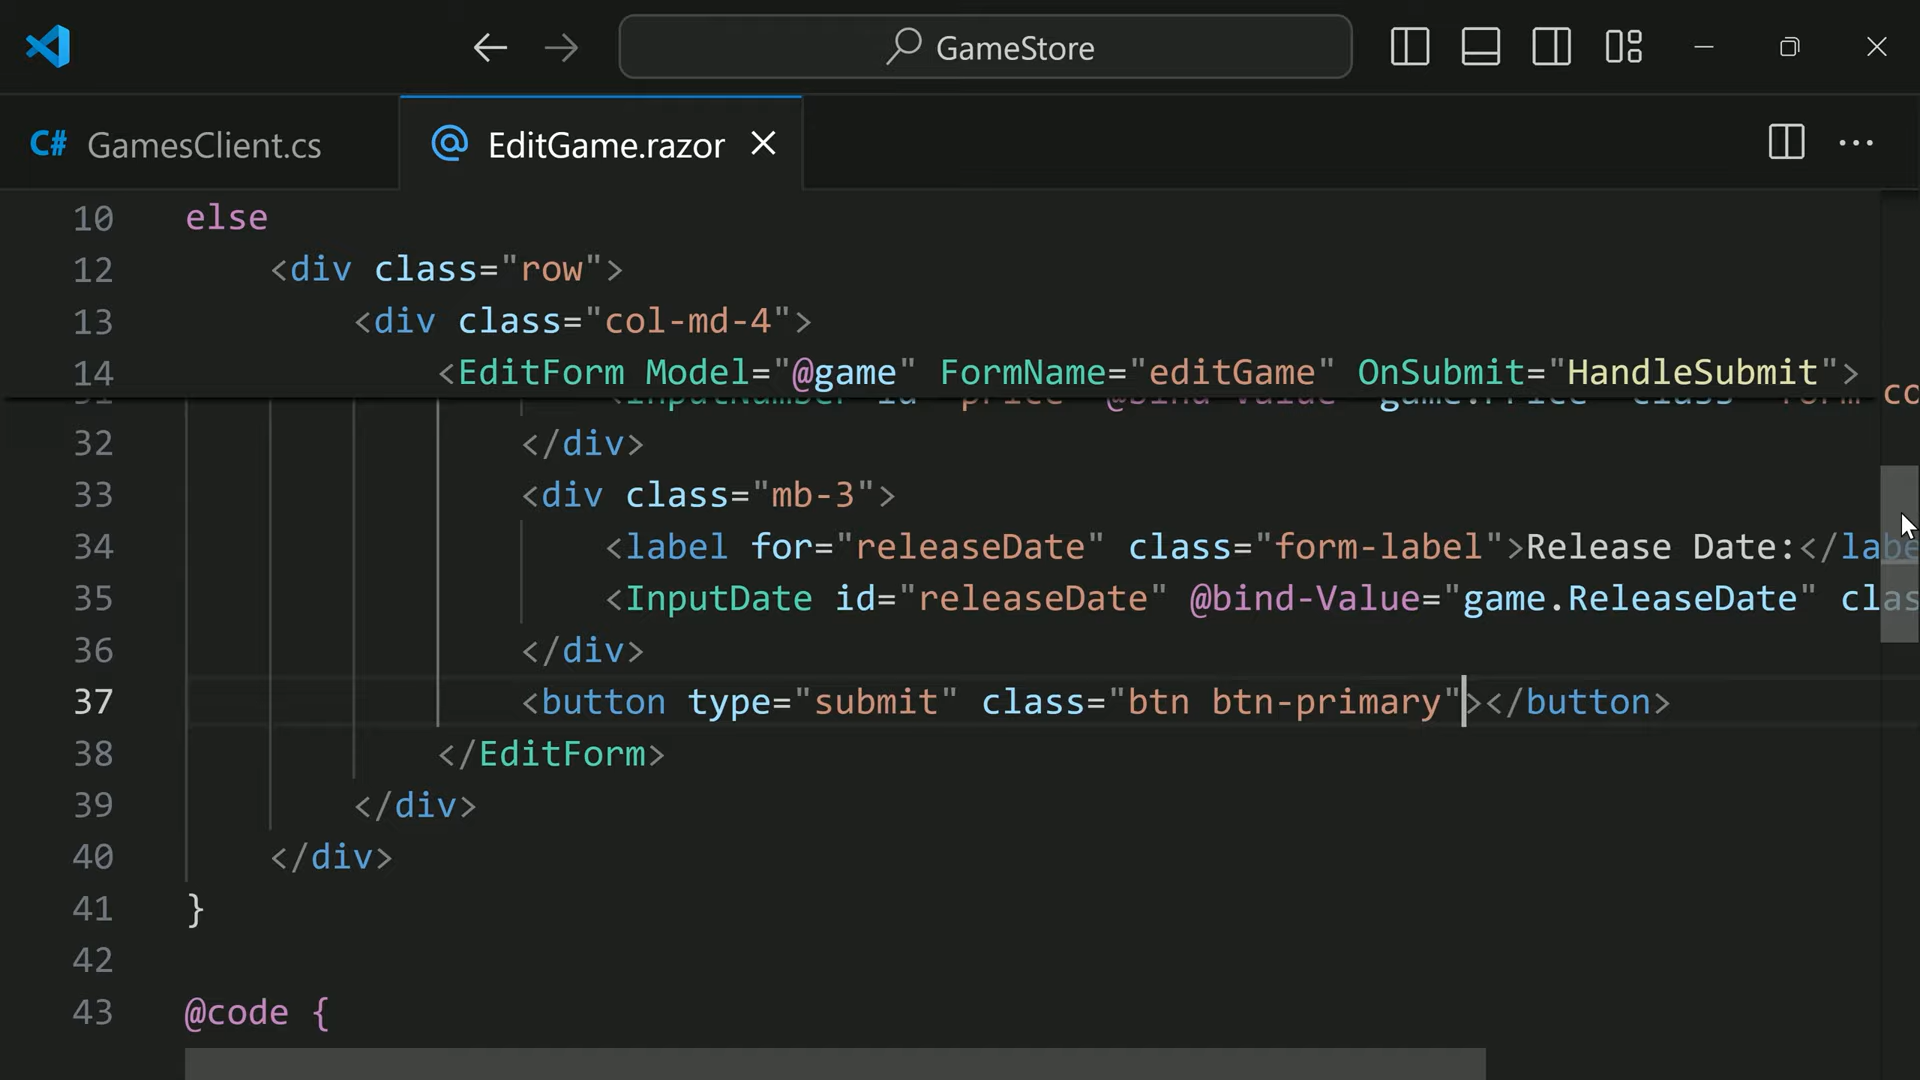 GameStore
C# GamesClient.cs
@ EditGame.razor
10 else
12 <div class="row">
13 <div class="col-md-4">
14 <EditForm Model="@game" FormName="editGame" OnSubmit="HandleSubmit">
32 </div>
33 <div class="mb-3">
34 <label for="releaseDate" class="form-label">Release Date:</labe
35 <InputDate id="releaseDate" @bind-Value="game.ReleaseDate" clas
36 </div>
37 <button type="submit" class="btn btn-primary"></button>
38 </EditForm>
39 </div>
40 </div>
41 }
42
43 @code {